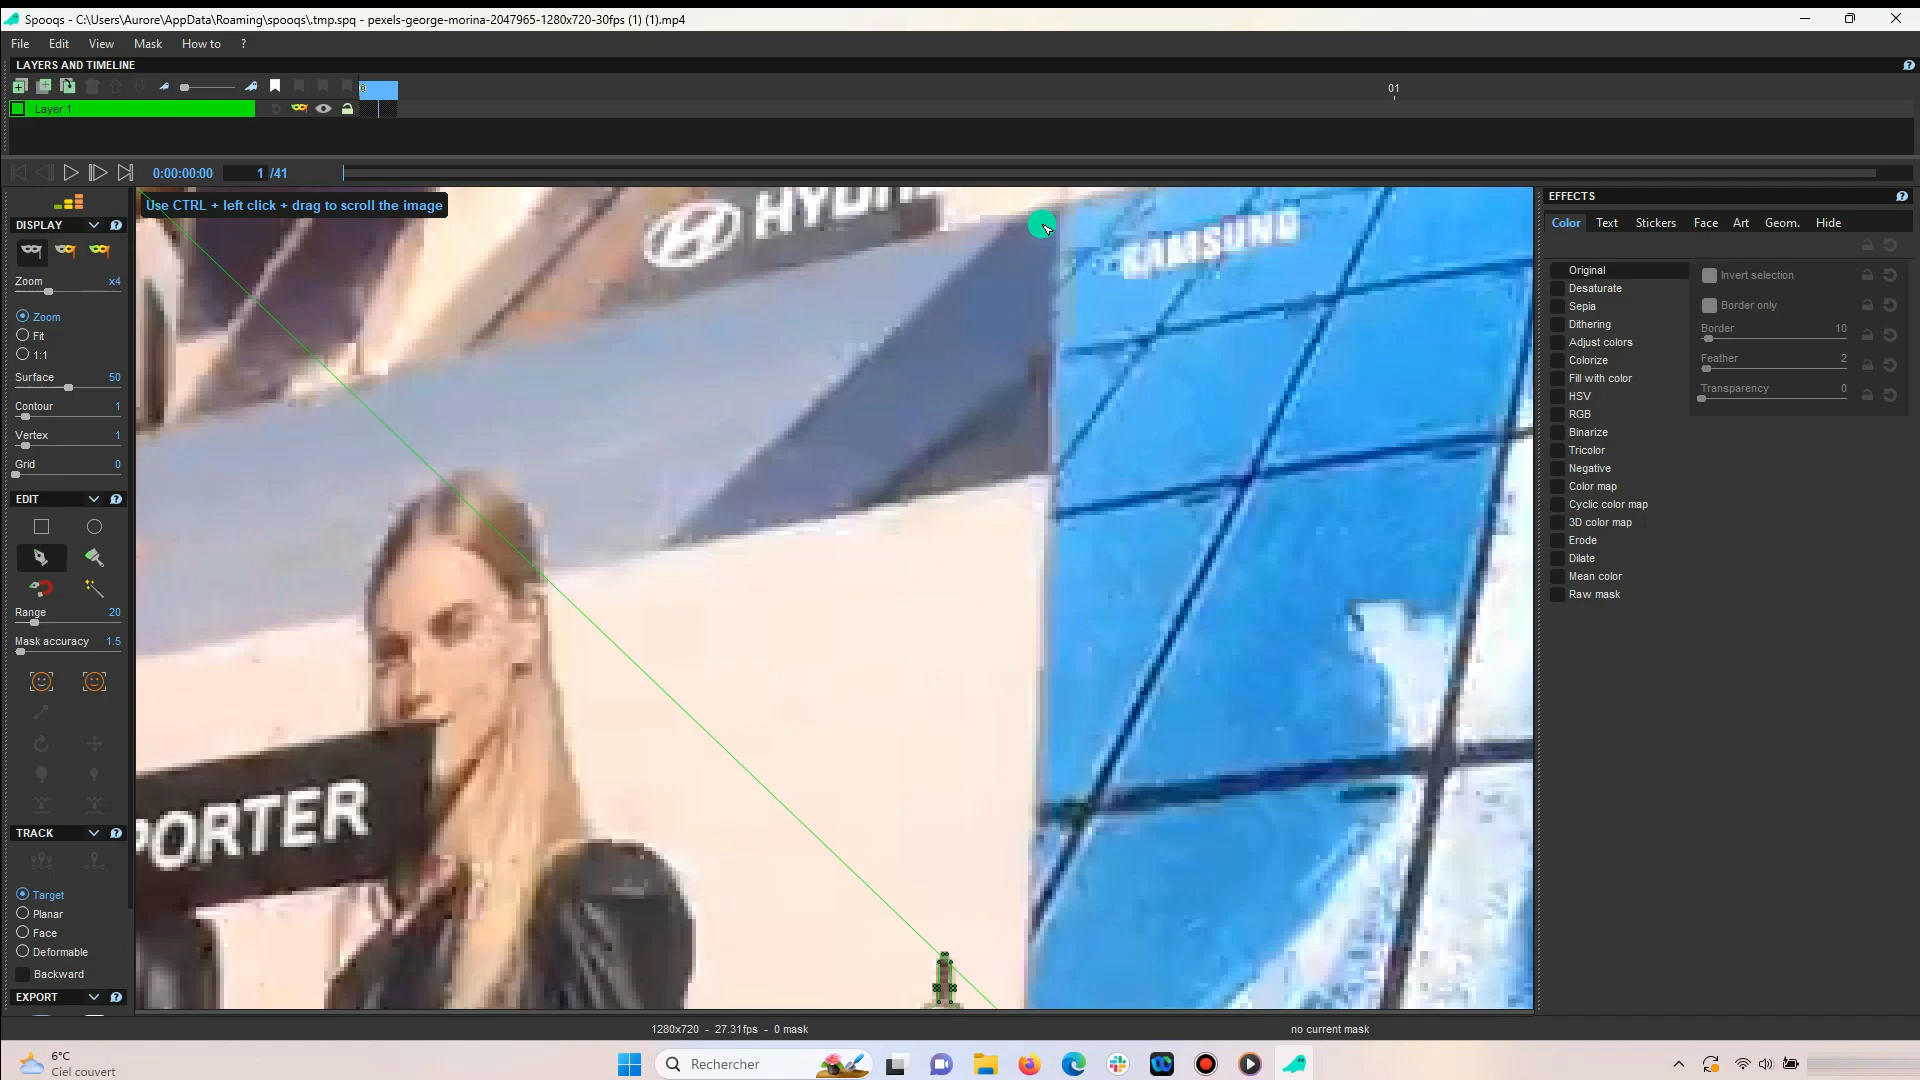 Spooqs - C:\Users\Aurore\AppData\Roaming\spooqs\.tmp.spq - pexels-george-morina-2047965-1280x720-30fps (1) (1).mp4
File Edit View Mask How to ?
LAYERS AND TIMELINE
01
Layer 1
0:00:00:00 1 /41
Use CTRL + left click + drag to scroll the image
DISPLAY
Zoom x4
Zoom
Fit
1:1
Surface 50
Contour 1
Vertex 1
Grid 0
EDIT
Range 20
Mask accuracy 1.5
TRACK
Target
Planar
Face
Deformable
Backward
EXPORT
SAMSUNG
PORTER
EFFECTS
Color Text Stickers Face Art Geom. Hide
Original
Desaturate
Sepia
Dithering
Adjust colors
Colorize
Fill with color
HSV
RGB
Binarize
Tricolor
Negative
Color map
Cyclic color map
3D color map
Erode
Dilate
Mean color
Raw mask
Invert selection
Border only
Border 10
Feather 2
Transparency 0
1280x720 - 27.31fps - 0 mask
no current mask
6°C
Ciel couvert
Rechercher